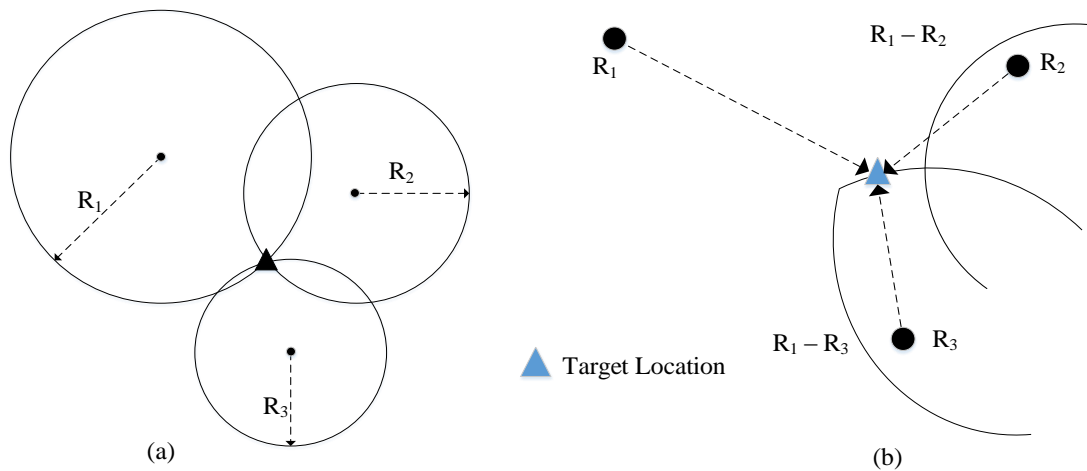 R₁
R₂
R₃
(a)
R₁
R₁ – R₂
R₂
R₁ – R₃
R₃
Target Location
(b)